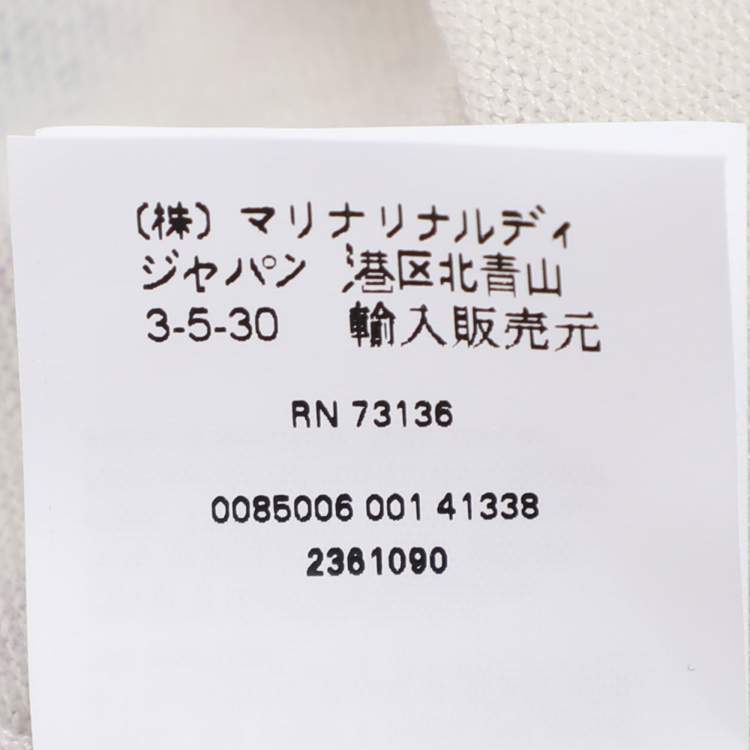 (株) マリナリナルディ
ジャパン 港区北青山
3-5-30 輸入販売元
RN 73136
0085006 001 41338
2361090